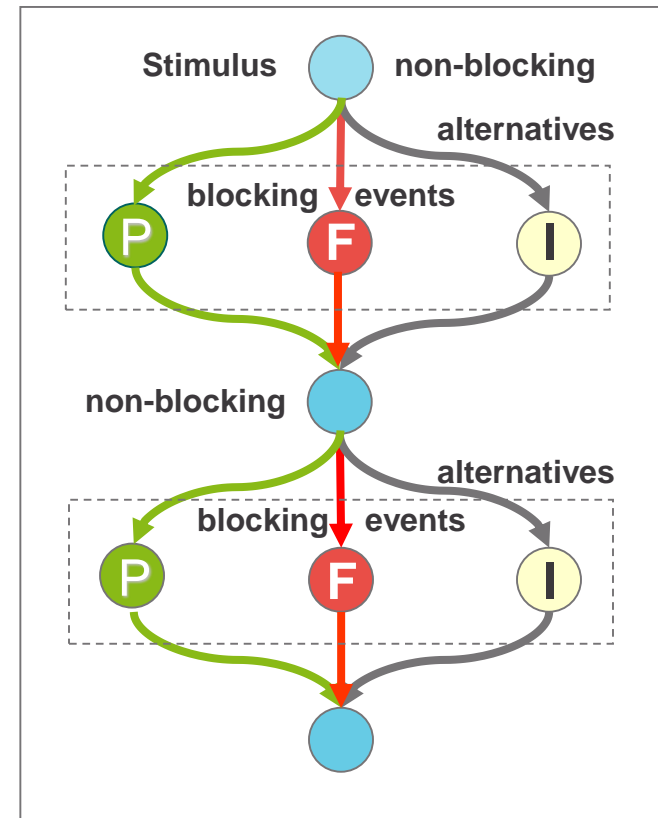 Stimulus non-blocking
alternatives
blocking events
P F I
non-blocking
alternatives
blocking events
P F I